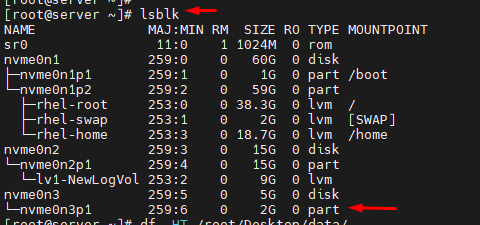 [root@server ~]#
[root@server ~]# lsblk
NAME MAJ:MIN RM SIZE RO TYPE MOUNTPOINT
sr0 11:0 1 1024M 0 rom
nvme0n1 259:0 0 60G 0 disk
├─nvme0n1p1 259:1 0 1G 0 part /boot
└─nvme0n1p2 259:2 0 59G 0 part
├─rhel-root 253:0 0 38.3G 0 lvm /
├─rhel-swap 253:1 0 2G 0 lvm [SWAP]
└─rhel-home 253:3 0 18.7G 0 lvm /home
nvme0n2 259:3 0 15G 0 disk
└─nvme0n2p1 259:4 0 15G 0 part
└─lv1-NewLogVol 253:2 0 9G 0 lvm
nvme0n3 259:5 0 5G 0 disk
└─nvme0n3p1 259:6 0 2G 0 part
[root@server ~]# df -HT /root/Desktop/data/